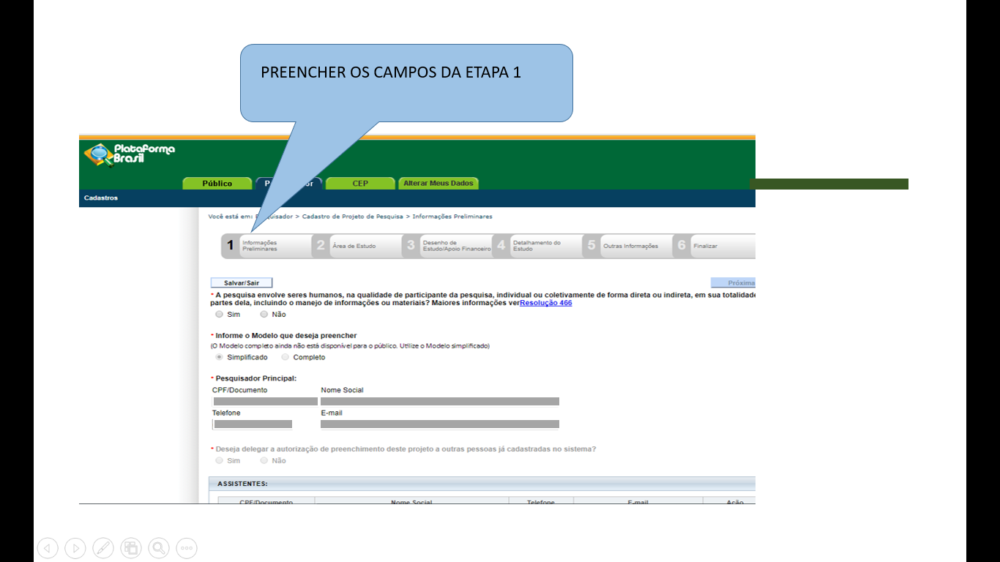 PREENCHER OS CAMPOS DA ETAPA 1
Plataforma
Brasil
Público
CEP
Alterar Meus Dados
Cadastros
Você está em: Pesquisador > Cadastro de Projeto de Pesquisa > Informações Preliminares
1 Informações
Preliminares
2 Área de Estudo
3 Desenho de
Estudo/Apoio Financeiro
4 Detalhamento do
Estudo
5 Outras Informações
6 Finalizar
Salvar/Sair
Próxima
* A pesquisa envolve seres humanos, na qualidade de participante da pesquisa, individual ou coletivamente de forma direta ou indireta, em sua totalidade
partes dela, incluindo o manejo de informações ou materiais? Maiores informações verResolução 466
Sim Não
* Informe o Modelo que deseja preencher
(O Modelo completo ainda não está disponível para o público. Utilize o Modelo simplificado)
Simplificado Completo
* Pesquisador Principal:
CPF/Documento Nome Social
Telefone E-mail
* Deseja delegar a autorização de preenchimento deste projeto a outras pessoas já cadastradas no sistema?
Sim Não
ASSISTENTES:
CPF/Documento Nome Social Telefone E-mail Ação